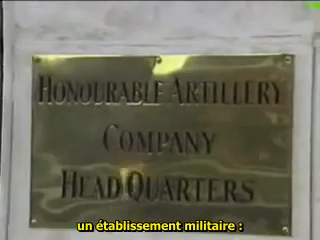 HONOURABLE ARTILLERY
COMPANY
HEAD QUARTERS
un établissement militaire :